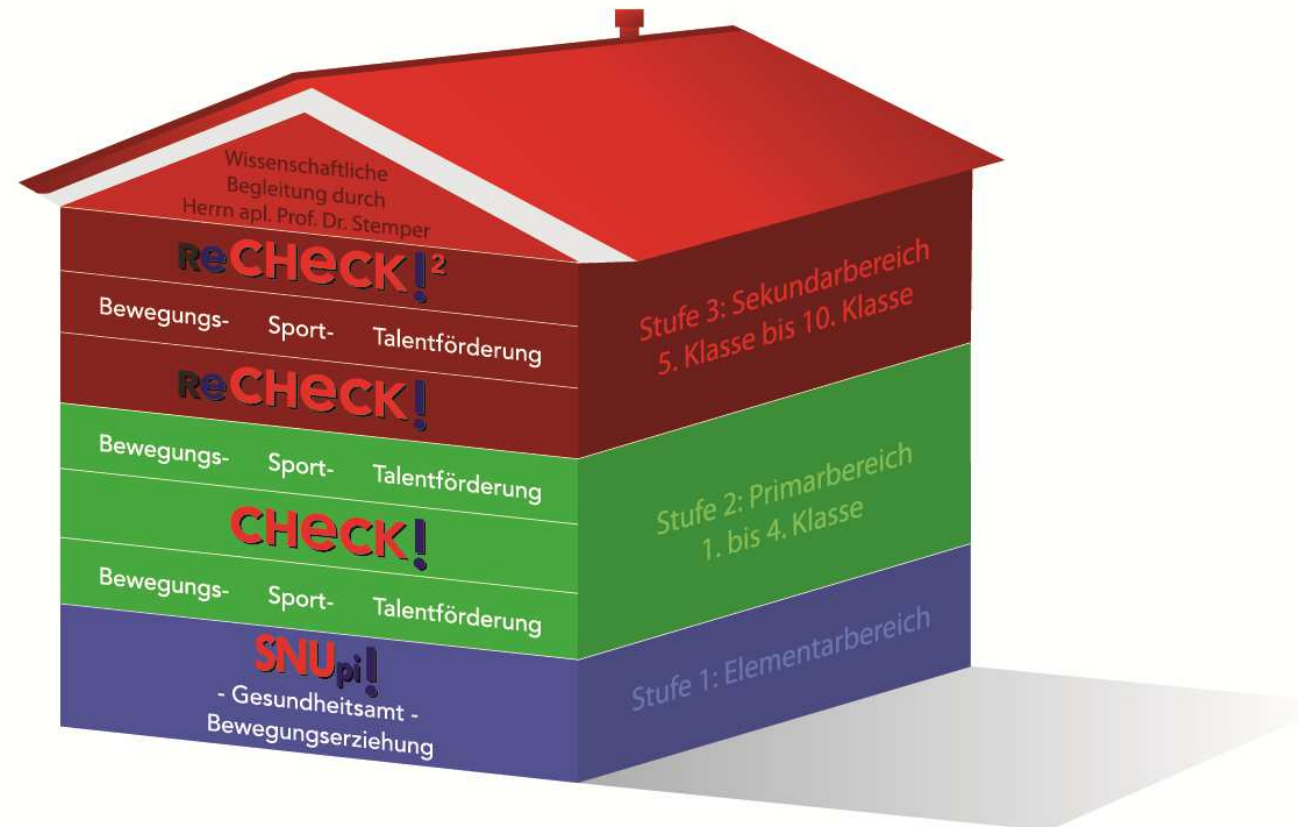 Wissenschaftliche
Begleitung durch
Herrn apl. Prof. Dr. Stemper
ReCHeCK!²
Bewegungs- Sport- Talentförderung
ReCHeCK!
Bewegungs- Sport- Talentförderung
CHeCK!
Bewegungs- Sport- Talentförderung
SNUpi!
- Gesundheitsamt -
Bewegungserziehung
Stufe 3: Sekundarbereich
5. Klasse bis 10. Klasse
Stufe 2: Primarbereich
1. bis 4. Klasse
Stufe 1: Elementarbereich